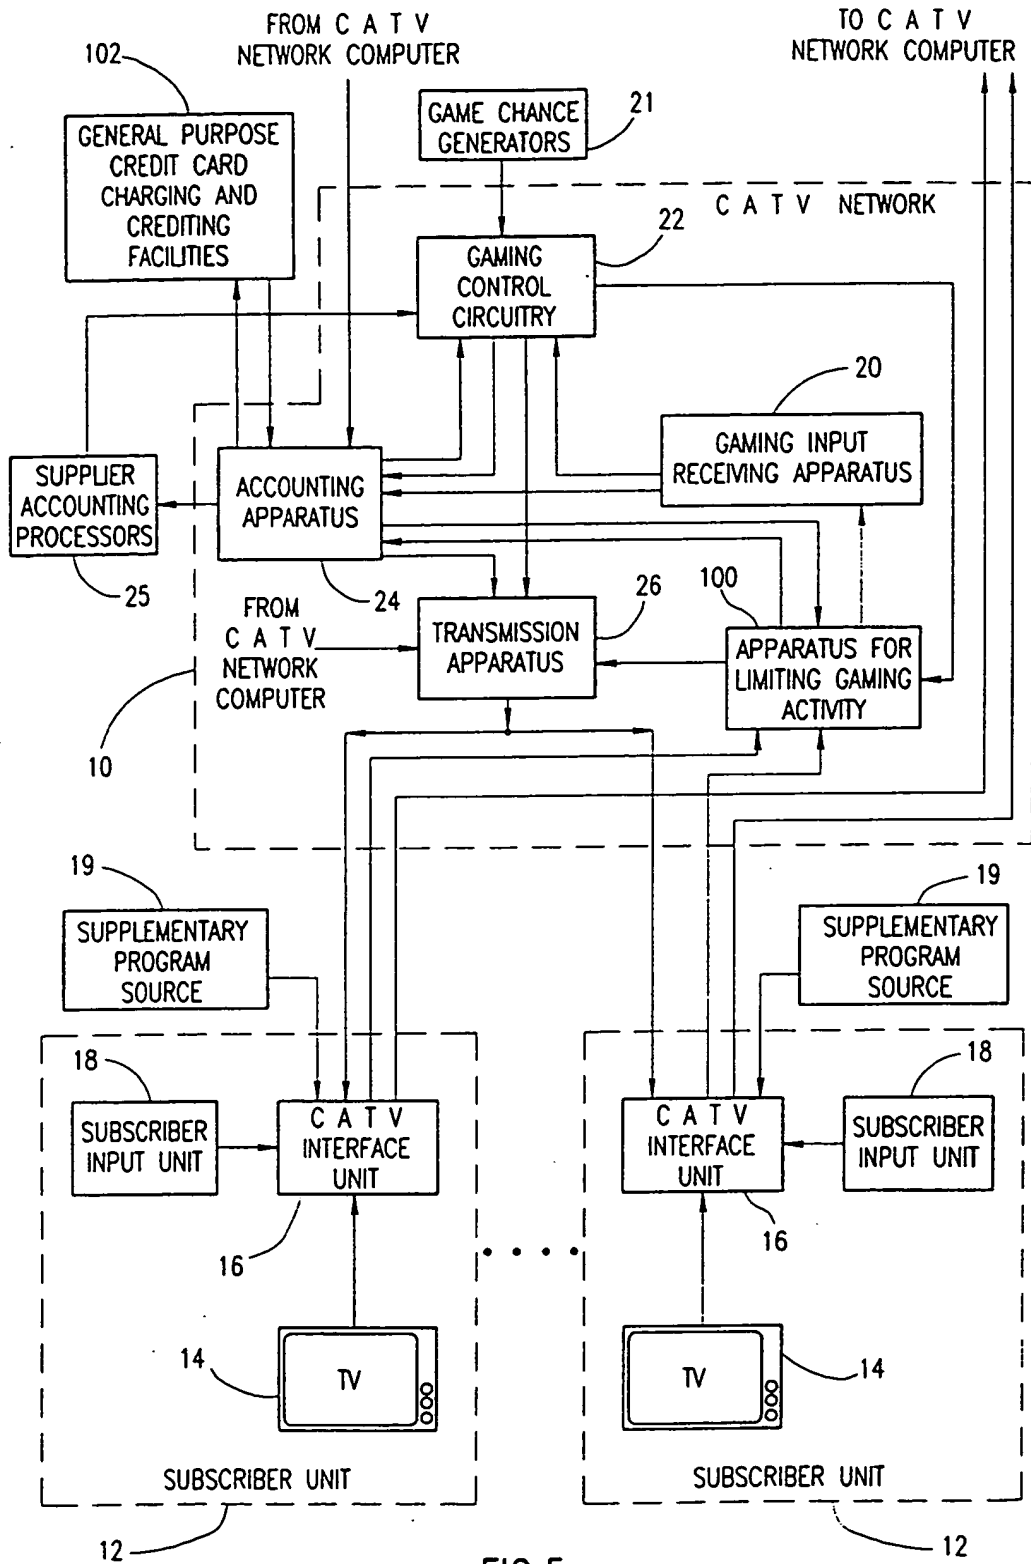 FROM C A T V
NETWORK COMPUTER
TO C A T V
NETWORK COMPUTER
102
GENERAL PURPOSE
CREDIT CARD
CHARGING AND
CREDITING
FACILITIES
GAME CHANCE
GENERATORS
21
C A T V NETWORK
22
GAMING
CONTROL
CIRCUITRY
20
GAMING INPUT
RECEIVING APPARATUS
SUPPLIER
ACCOUNTING
PROCESSORS
25
ACCOUNTING
APPARATUS
24
26
100
FROM
C A T V
NETWORK
COMPUTER
TRANSMISSION
APPARATUS
APPARATUS FOR
LIMITING GAMING
ACTIVITY
10
19
SUPPLEMENTARY
PROGRAM
SOURCE
19
SUPPLEMENTARY
PROGRAM
SOURCE
18
SUBSCRIBER
INPUT UNIT
C A T V
INTERFACE
UNIT
16
C A T V
INTERFACE
UNIT
16
18
SUBSCRIBER
INPUT UNIT
14
TV
TV
14
SUBSCRIBER UNIT
SUBSCRIBER UNIT
12
12
FIG.5